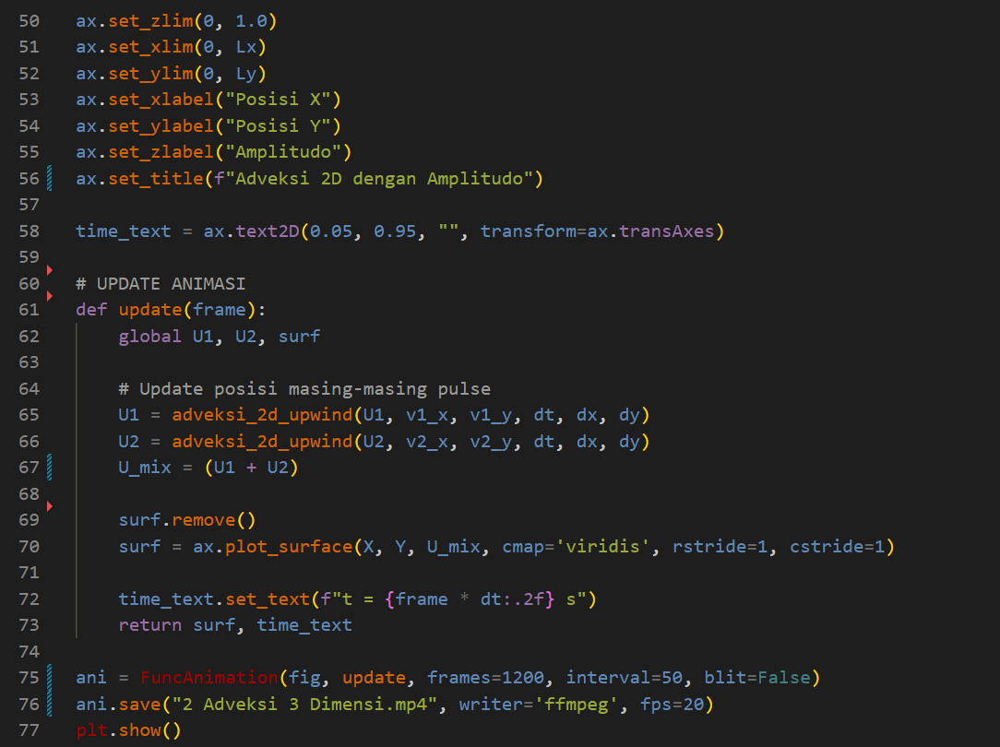 50 ax.set_zlim(0, 1.0)
51 ax.set_xlim(0, Lx)
52 ax.set_ylim(0, Ly)
53 ax.set_xlabel("Posisi X")
54 ax.set_ylabel("Posisi Y")
55 ax.set_zlabel("Amplitudo")
56 ax.set_title(f"Adveksi 2D dengan Amplitudo")
57
58 time_text = ax.text2D(0.05, 0.95, "", transform=ax.transAxes)
59
60 # UPDATE ANIMASI
61 def update(frame):
62     global U1, U2, surf
63
64     # Update posisi masing-masing pulse
65     U1 = adveksi_2d_upwind(U1, v1_x, v1_y, dt, dx, dy)
66     U2 = adveksi_2d_upwind(U2, v2_x, v2_y, dt, dx, dy)
67     U_mix = (U1 + U2)
68
69     surf.remove()
70     surf = ax.plot_surface(X, Y, U_mix, cmap='viridis', rstride=1, cstride=1)
71
72     time_text.set_text(f"t = {frame * dt:.2f} s")
73     return surf, time_text
74
75 ani = FuncAnimation(fig, update, frames=1200, interval=50, blit=False)
76 ani.save("2 Adveksi 3 Dimensi.mp4", writer='ffmpeg', fps=20)
77 plt.show()